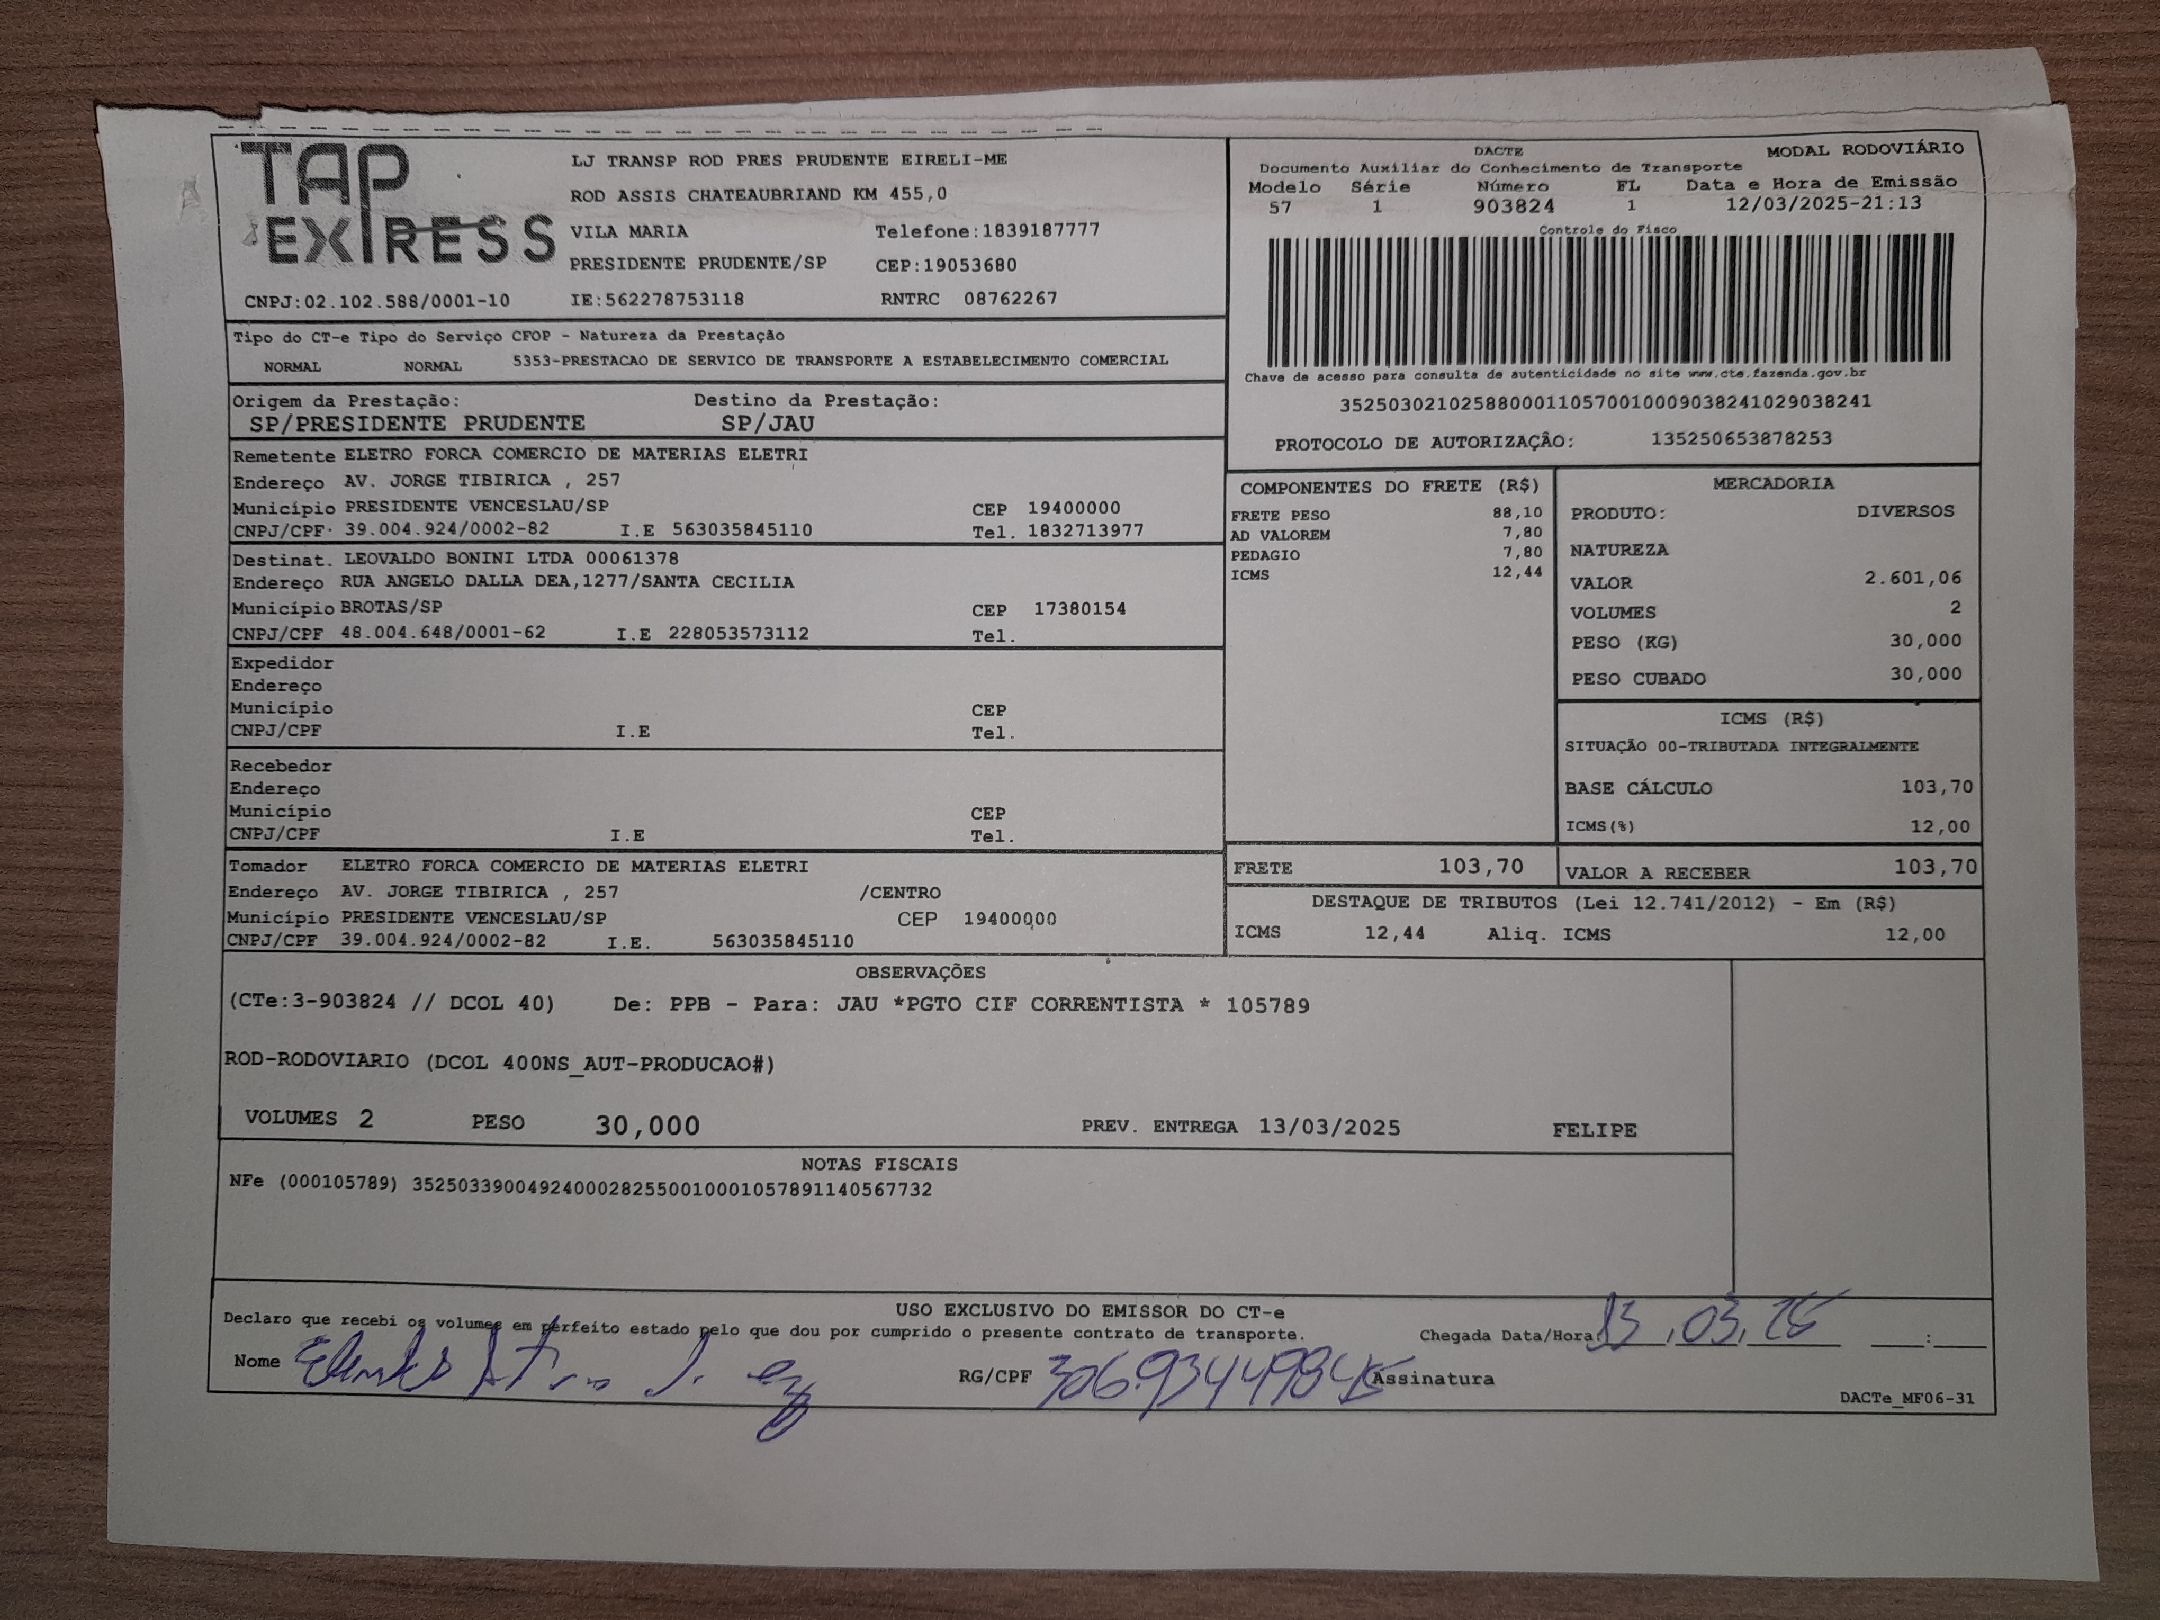 TAP EXPRESS
LJ TRANSP ROD PRES PRUDENTE EIRELI-ME
ROD ASSIS CHATEAUBRIAND KM 455,0
VILA MARIA Telefone:1839187777
PRESIDENTE PRUDENTE/SP CEP:19053680
CNPJ:02.102.588/0001-10 IE:562278753118 RNTRC 08762267
DACTE MODAL RODOVIÁRIO
Documento Auxiliar do Conhecimento de Transporte
Modelo Série Número FL Data e Hora de Emissão
57 1 903824 1 12/03/2025-21:13
Controle do Fisco
Chave de acesso para consulta de autenticidade no site www.cte.fazenda.gov.br
35250302102588000110570010009038241029038241
PROTOCOLO DE AUTORIZAÇÃO: 135250653878253
Tipo do CT-e Tipo do Serviço CFOP - Natureza da Prestação
NORMAL NORMAL 5353-PRESTACAO DE SERVICO DE TRANSPORTE A ESTABELECIMENTO COMERCIAL
Origem da Prestação: Destino da Prestação:
SP/PRESIDENTE PRUDENTE SP/JAU
Remetente ELETRO FORCA COMERCIO DE MATERIAS ELETRI
Endereço AV. JORGE TIBIRICA , 257
Município PRESIDENTE VENCESLAU/SP CEP 19400000
CNPJ/CPF 39.004.924/0002-82 I.E 563035845110 Tel. 1832713977
Destinat. LEOVALDO BONINI LTDA 00061378
Endereço RUA ANGELO DALLA DEA,1277/SANTA CECILIA
Município BROTAS/SP CEP 17380154
CNPJ/CPF 48.004.648/0001-62 I.E 228053573112 Tel.
Expedidor
Endereço
Município CEP
CNPJ/CPF I.E Tel.
Recebedor
Endereço
Município CEP
CNPJ/CPF I.E Tel.
Tomador ELETRO FORCA COMERCIO DE MATERIAS ELETRI
Endereço AV. JORGE TIBIRICA , 257 /CENTRO
Município PRESIDENTE VENCESLAU/SP CEP 19400000
CNPJ/CPF 39.004.924/0002-82 I.E. 563035845110
COMPONENTES DO FRETE (R$)
FRETE PESO 88,10
AD VALOREM 7,80
PEDAGIO 7,80
ICMS 12,44
MERCADORIA
PRODUTO: DIVERSOS
NATUREZA
VALOR 2.601,06
VOLUMES 2
PESO (KG) 30,000
PESO CUBADO 30,000
ICMS (R$)
SITUAÇÃO 00-TRIBUTADA INTEGRALMENTE
BASE CÁLCULO 103,70
ICMS(%) 12,00
FRETE 103,70 VALOR A RECEBER 103,70
DESTAQUE DE TRIBUTOS (Lei 12.741/2012) - Em (R$)
ICMS 12,44 Aliq. ICMS 12,00
OBSERVAÇÕES
(CTe:3-903824 // DCOL 40) De: PPB - Para: JAU *PGTO CIF CORRENTISTA * 105789
ROD-RODOVIARIO (DCOL 400NS_AUT-PRODUCAO#)
VOLUMES 2 PESO 30,000 PREV. ENTREGA 13/03/2025 FELIPE
NOTAS FISCAIS
NFe (000105789) 35250339004924000282550010001057891140567732
USO EXCLUSIVO DO EMISSOR DO CT-e
Declaro que recebi os volumes em perfeito estado pelo que dou por cumprido o presente contrato de transporte. Chegada Data/Hora 13.03.25 :
Nome RG/CPF 30693449845 Assinatura
DACTe_MF06-31